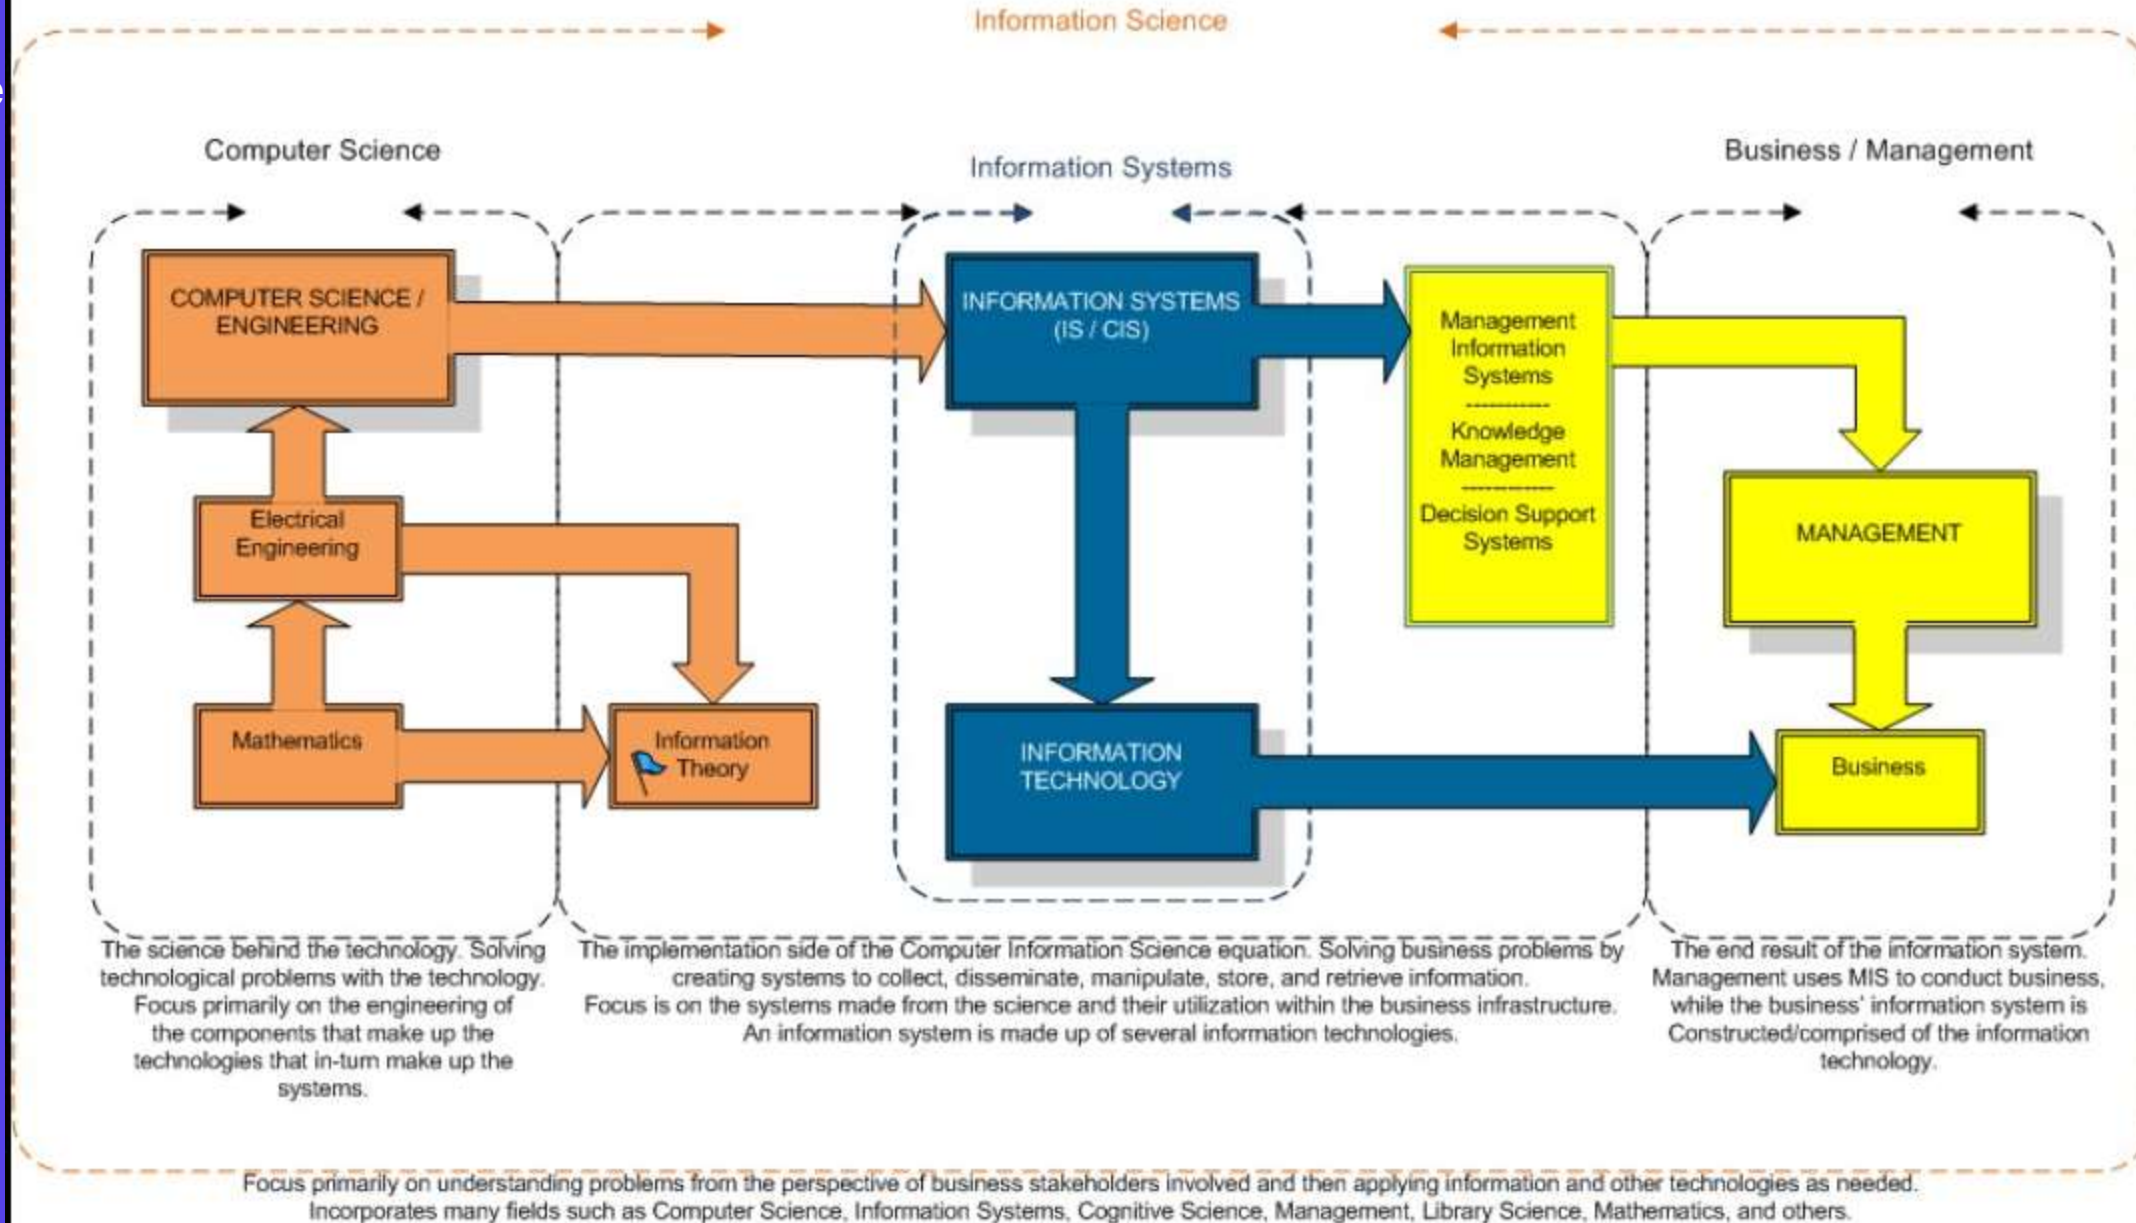 Information Science
Computer Science
Information Systems
Business / Management
COMPUTER SCIENCE /
ENGINEERING
INFORMATION SYSTEMS
(IS / CIS)
Management
Information
Systems
-----------
Knowledge
Management
------------
Decision Support
Systems
Electrical
Engineering
MANAGEMENT
Mathematics
Information
Theory
INFORMATION
TECHNOLOGY
Business
The science behind the technology. Solving
technological problems with the technology.
Focus primarily on the engineering of
the components that make up the
technologies that in-turn make up the
systems.
The implementation side of the Computer Information Science equation. Solving business problems by
creating systems to collect, disseminate, manipulate, store, and retrieve information.
Focus is on the systems made from the science and their utilization within the business infrastructure.
An information system is made up of several information technologies.
The end result of the information system.
Management uses MIS to conduct business,
while the business' information system is
Constructed/comprised of the information
technology.
Focus primarily on understanding problems from the perspective of business stakeholders involved and then applying information and other technologies as needed.
Incorporates many fields such as Computer Science, Information Systems, Cognitive Science, Management, Library Science, Mathematics, and others.